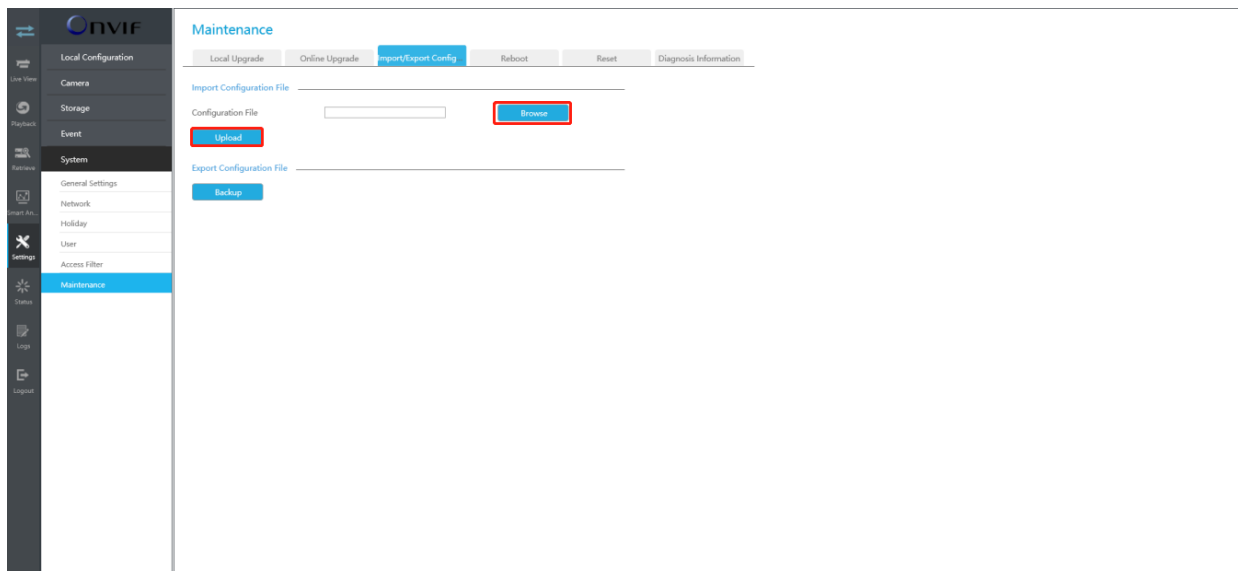 ONVIF
Live View
Playback
Retrieve
Smart An...
Settings
Status
Logs
Logout
Local Configuration
Camera
Storage
Event
System
General Settings
Network
Holiday
User
Access Filter
Maintenance
Maintenance
Local Upgrade Online Upgrade Import/Export Config Reboot Reset Diagnosis Information
Import Configuration File
Configuration File Browse
Upload
Export Configuration File
Backup